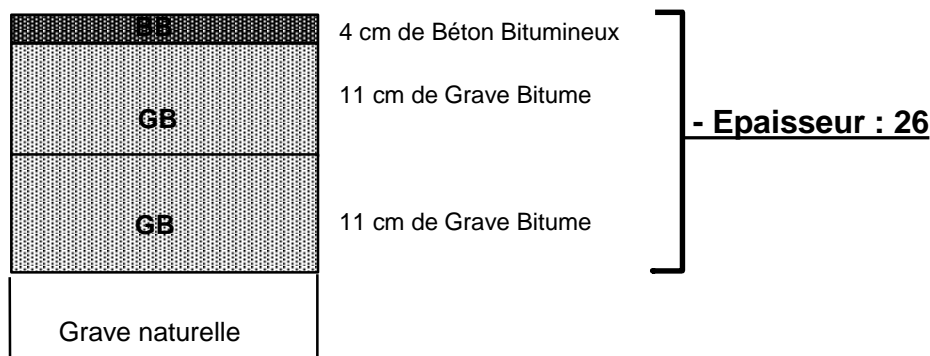 BB
4 cm de Béton Bitumineux
11 cm de Grave Bitume
GB
- Epaisseur : 26
GB
11 cm de Grave Bitume
Grave naturelle